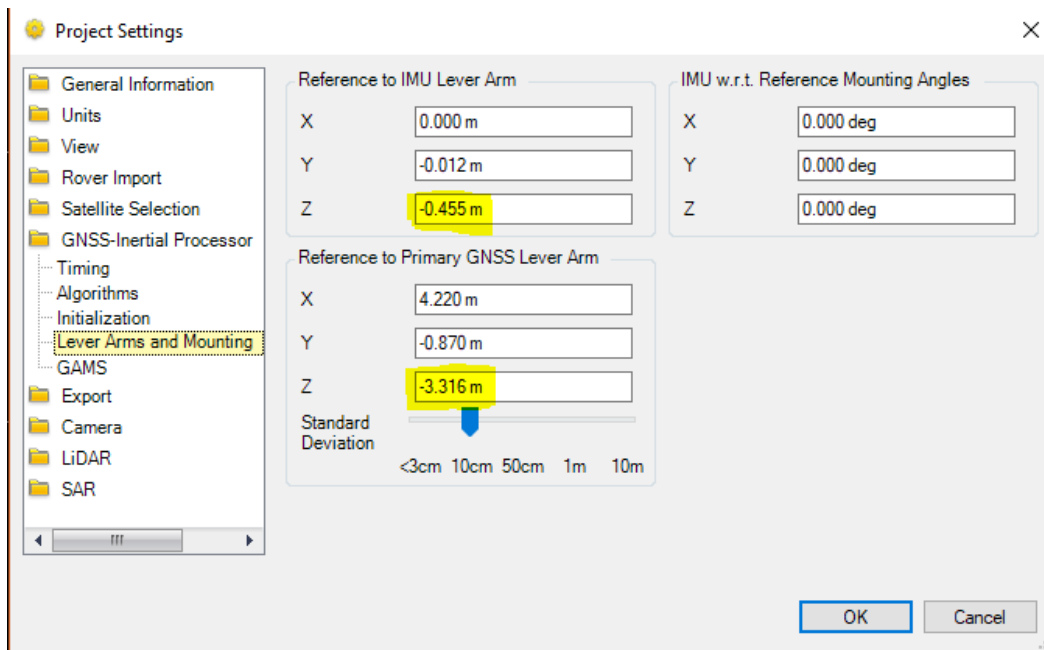 Project Settings
General Information
Units
View
Rover Import
Satellite Selection
GNSS-Inertial Processor
Timing
Algorithms
Initialization
Lever Arms and Mounting
GAMS
Export
Camera
LiDAR
SAR
Reference to IMU Lever Arm
X 0.000 m
Y -0.012 m
Z -0.455 m
Reference to Primary GNSS Lever Arm
X 4.220 m
Y -0.870 m
Z -3.316 m
Standard
Deviation
<3cm 10cm 50cm 1m 10m
IMU w.r.t. Reference Mounting Angles
X 0.000 deg
Y 0.000 deg
Z 0.000 deg
OK Cancel